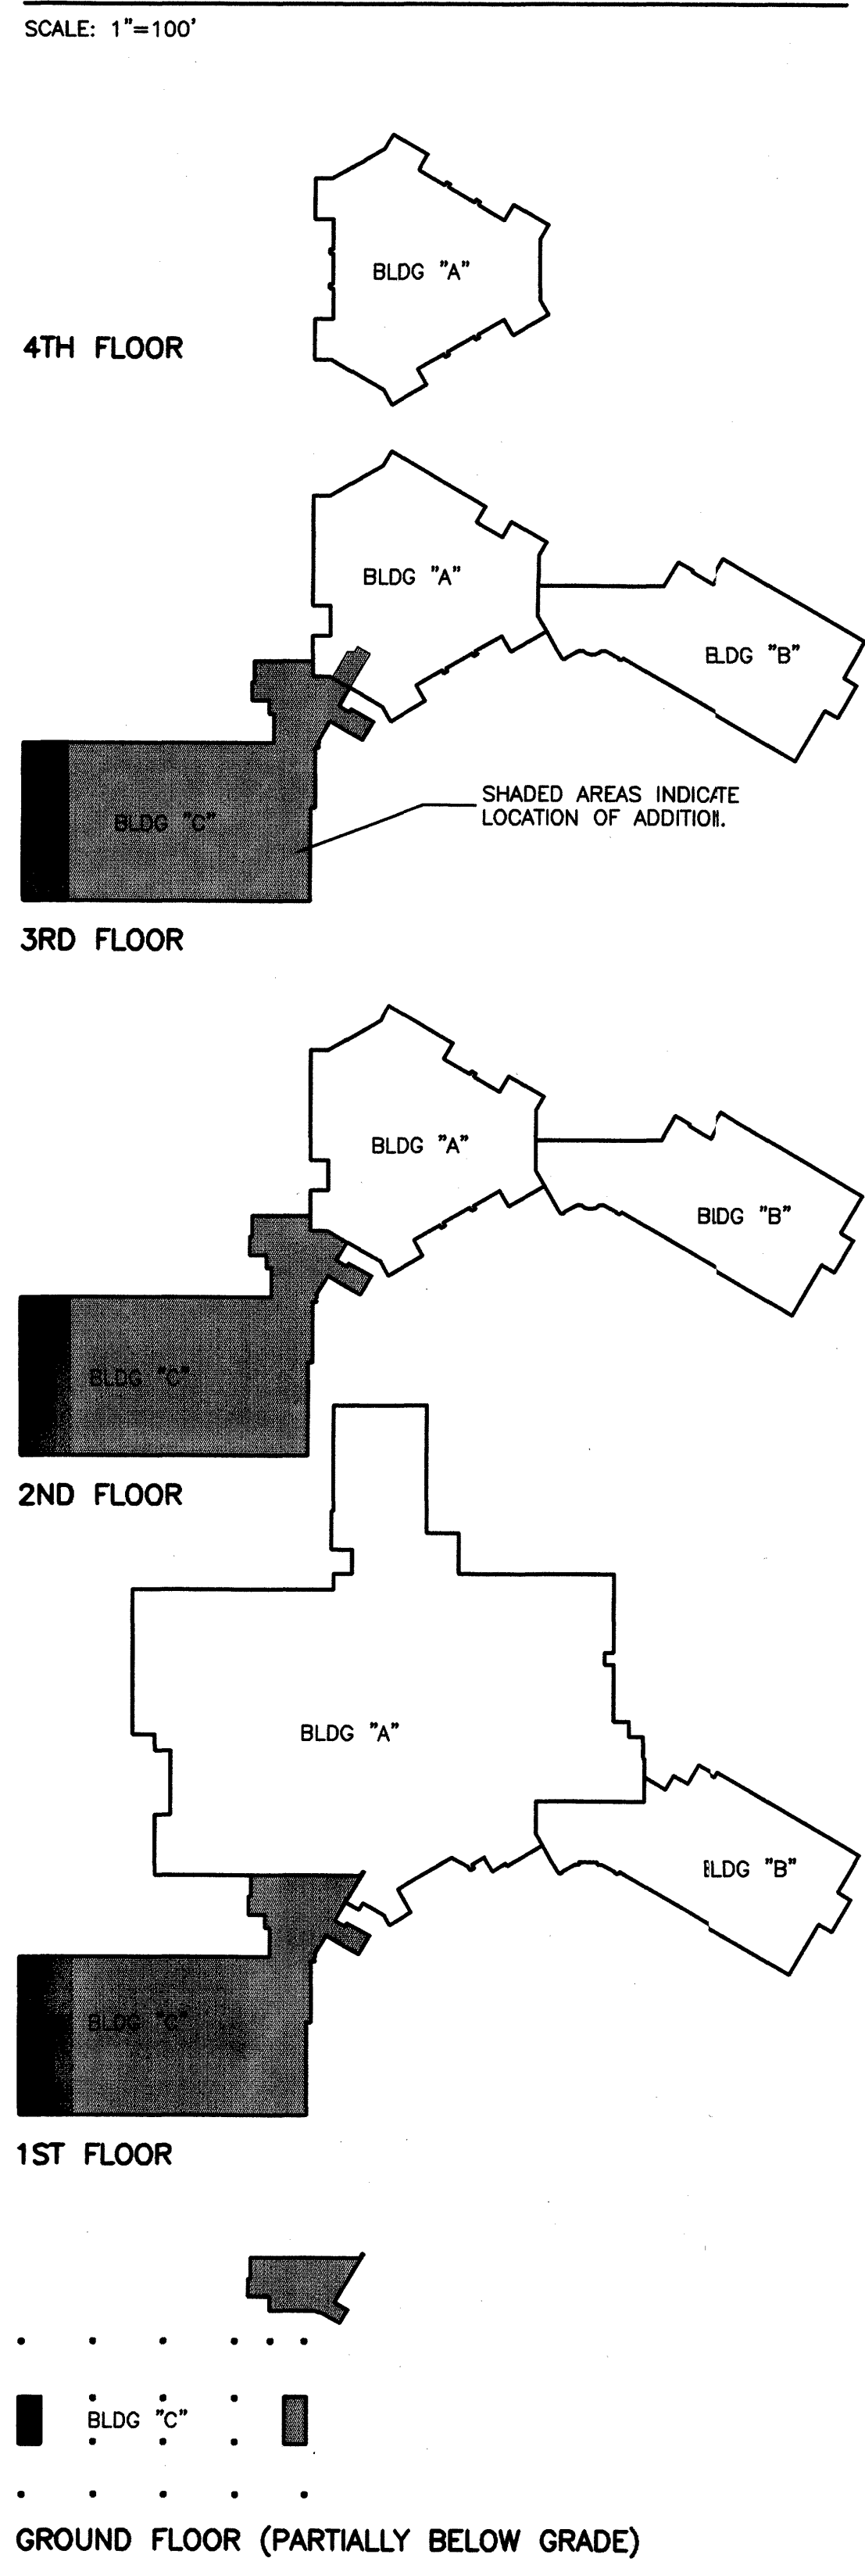 SCALE: 1"=100'
BLDG "A"
4TH FLOOR
BLDG "A"
BLDG "B"
SHADED AREAS INDICATE
LOCATION OF ADDITION.
BLDG "C"
3RD FLOOR
BLDG "A"
BLDG "B"
BLDG "C"
2ND FLOOR
BLDG "A"
BLDG "B"
BLDG "C"
1ST FLOOR
BLDG "C"
GROUND FLOOR (PARTIALLY BELOW GRADE)